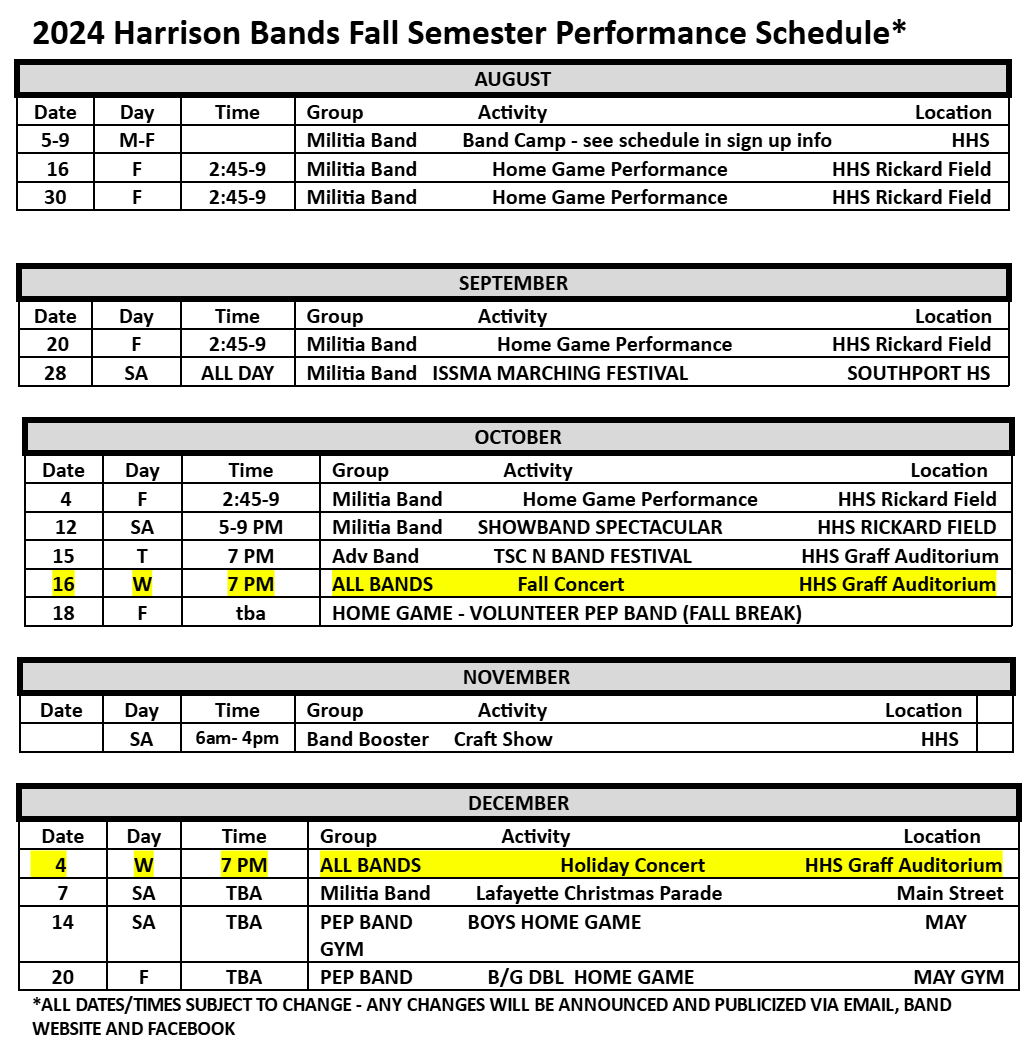 2024 Harrison Bands Fall Semester Performance Schedule*
AUGUST
Date Day Time Group Activity Location
5-9 M-F Militia Band Band Camp - see schedule in sign up info HHS
16 F 2:45-9 Militia Band Home Game Performance HHS Rickard Field
30 F 2:45-9 Militia Band Home Game Performance HHS Rickard Field
SEPTEMBER
Date Day Time Group Activity Location
20 F 2:45-9 Militia Band Home Game Performance HHS Rickard Field
28 SA ALL DAY Militia Band ISSMA MARCHING FESTIVAL SOUTHPORT HS
OCTOBER
Date Day Time Group Activity Location
4 F 2:45-9 Militia Band Home Game Performance HHS Rickard Field
12 SA 5-9 PM Militia Band SHOWBAND SPECTACULAR HHS RICKARD FIELD
15 T 7 PM Adv Band TSC N BAND FESTIVAL HHS Graff Auditorium
16 W 7 PM ALL BANDS Fall Concert HHS Graff Auditorium
18 F tba HOME GAME - VOLUNTEER PEP BAND (FALL BREAK)
NOVEMBER
Date Day Time Group Activity Location
SA 6am- 4pm Band Booster Craft Show HHS
DECEMBER
Date Day Time Group Activity Location
4 W 7 PM ALL BANDS Holiday Concert HHS Graff Auditorium
7 SA TBA Militia Band Lafayette Christmas Parade Main Street
14 SA TBA PEP BAND BOYS HOME GAME MAY
GYM
20 F TBA PEP BAND B/G DBL HOME GAME MAY GYM
*ALL DATES/TIMES SUBJECT TO CHANGE - ANY CHANGES WILL BE ANNOUNCED AND PUBLICIZED VIA EMAIL, BAND
WEBSITE AND FACEBOOK